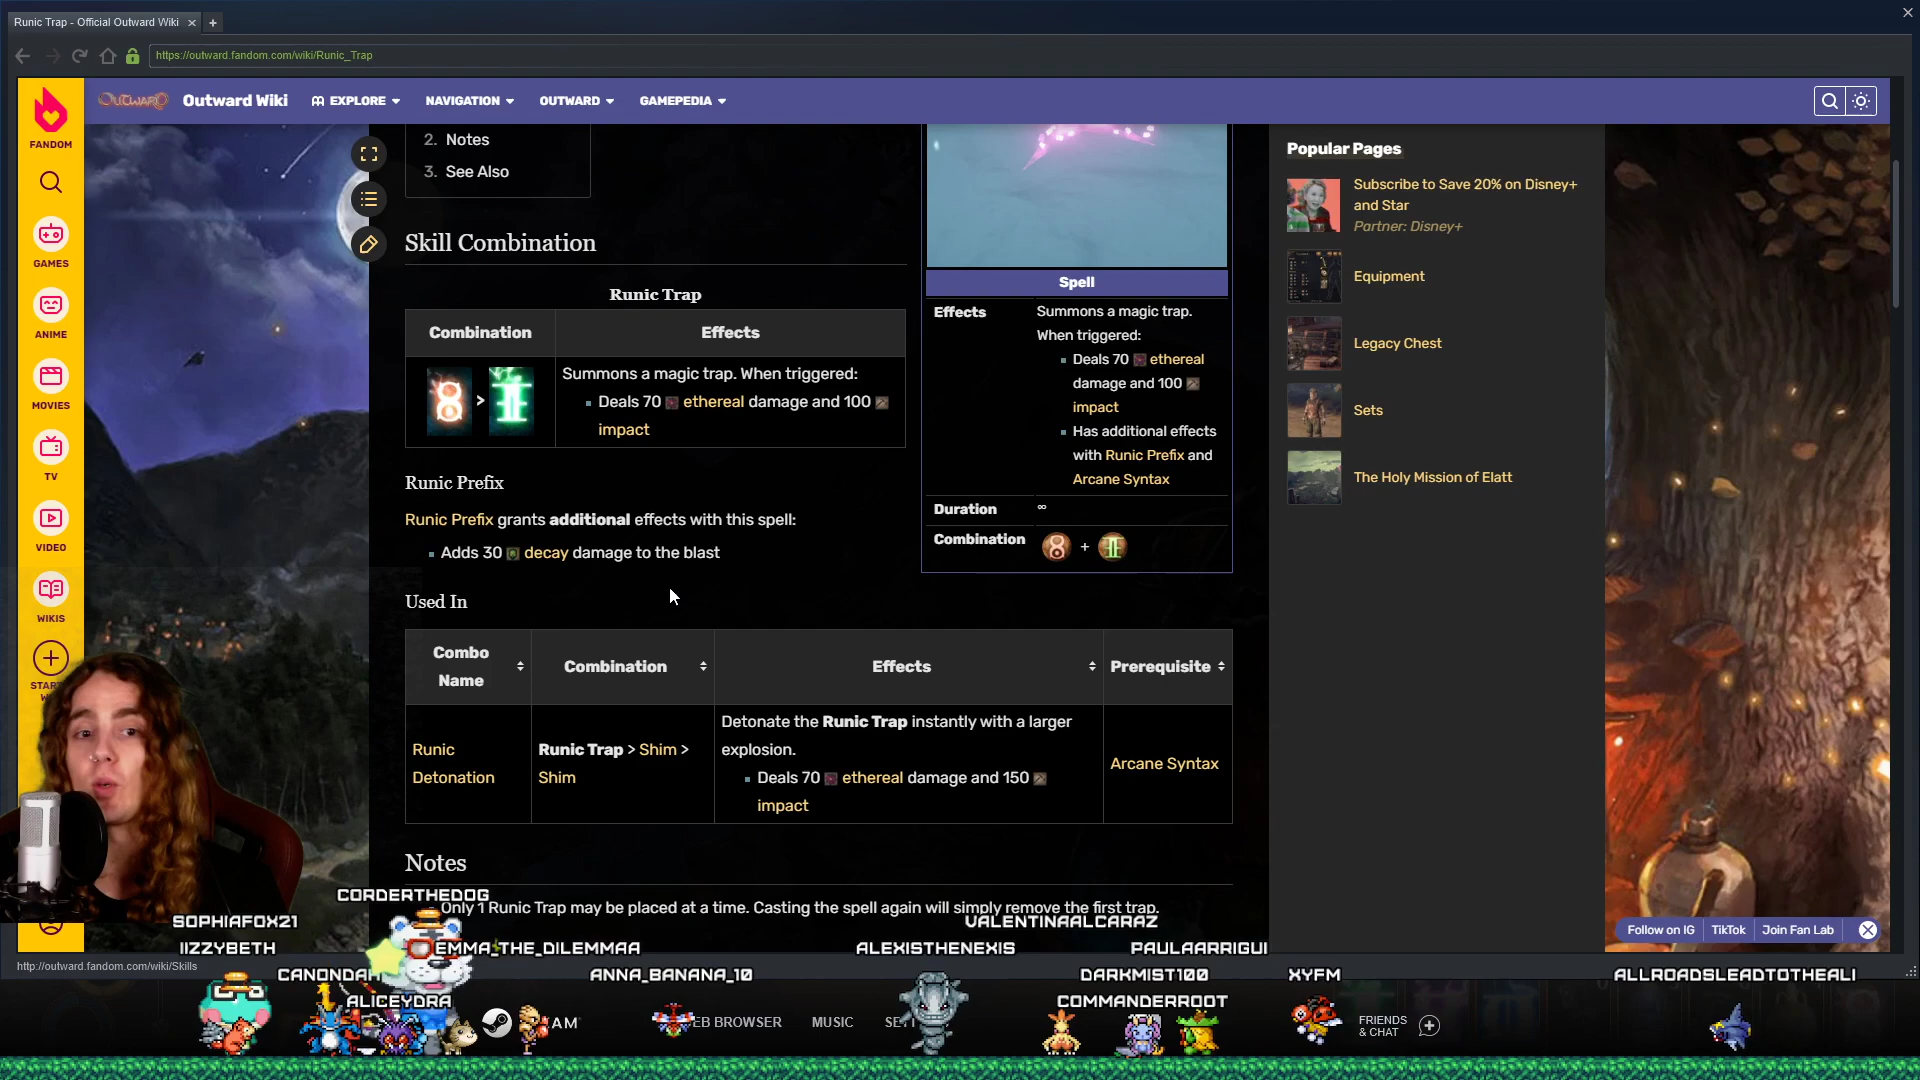 Runic Trap - Official Outward Wiki
https://outward.fandom.com/wiki/Runic_Trap
FANDOM
GAMES
ANIME
MOVIES
TV
VIDEO
WIKIS
OUTWARD
Outward Wiki
EXPLORE
NAVIGATION
OUTWARD
GAMEPEDIA
2. Notes
3. See Also
Skill Combination
Runic Trap
Combination
Effects
>
Summons a magic trap. When triggered:
Deals 70 ethereal damage and 100
impact
Runic Prefix
Runic Prefix grants additional effects with this spell:
Adds 30 decay damage to the blast
Used In
Combo
Name
Combination
Effects
Prerequisite
Runic
Detonation
Runic Trap > Shim >
Shim
Detonate the Runic Trap instantly with a larger
explosion.
Deals 70 ethereal damage and 150
impact
Arcane Syntax
Notes
Only 1 Runic Trap may be placed at a time. Casting the spell again will simply remove the first trap.
Spell
Effects
Summons a magic trap.
When triggered:
Deals 70 ethereal
damage and 100
impact
Has additional effects
with Runic Prefix and
Arcane Syntax
Duration
∞
Combination
+
Popular Pages
Subscribe to Save 20% on Disney+
and Star
Partner: Disney+
Equipment
Legacy Chest
Sets
The Holy Mission of Elatt
Follow on IG
TikTok
Join Fan Lab
http://outward.fandom.com/wiki/Skills
CORDERTHEDOG
SOPHIAFOX21
VALENTINAALCARAZ
IIZZYBETH
EMMA_THE_DILEMMAA
ALEXISTHENEXIS
PAULAARRIGUI
ANNA_BANANA_10
DARKMIST100
XYFM
ALLROADSLEADTOTHEALI
ALICEYDRA
COMMANDERROOT
EB BROWSER
MUSIC
FRIENDS
& CHAT